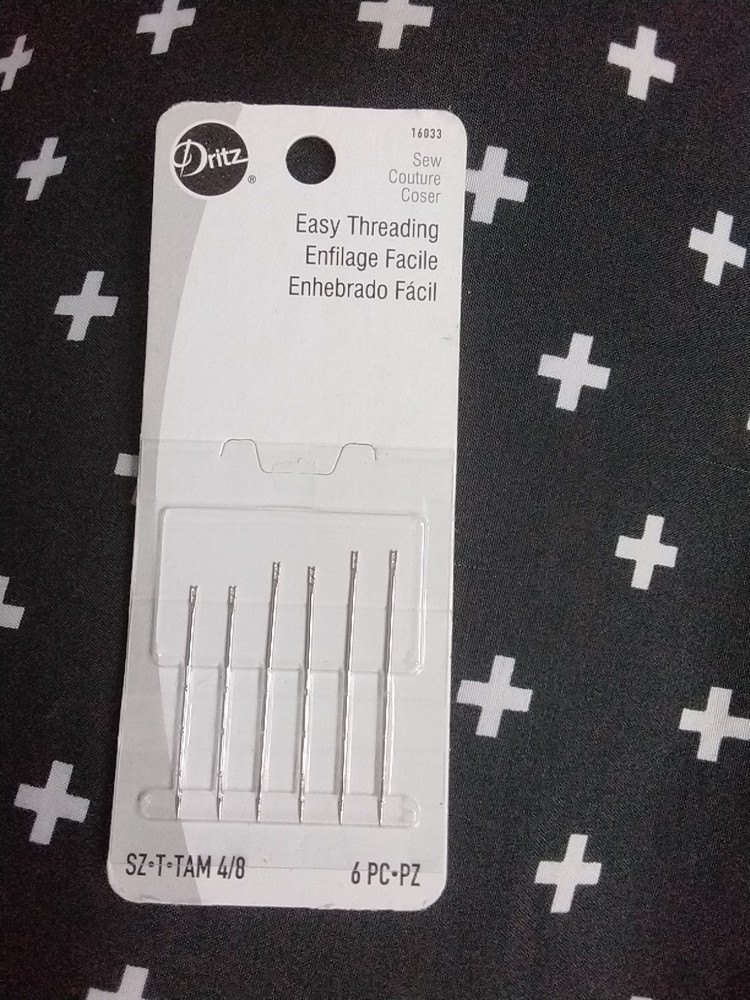 Dritz®
16033
Sew
Couture
Coser
Easy Threading
Enfilage Facile
Enhebrado Fácil
SZ•T•TAM 4/8
6 PC•PZ